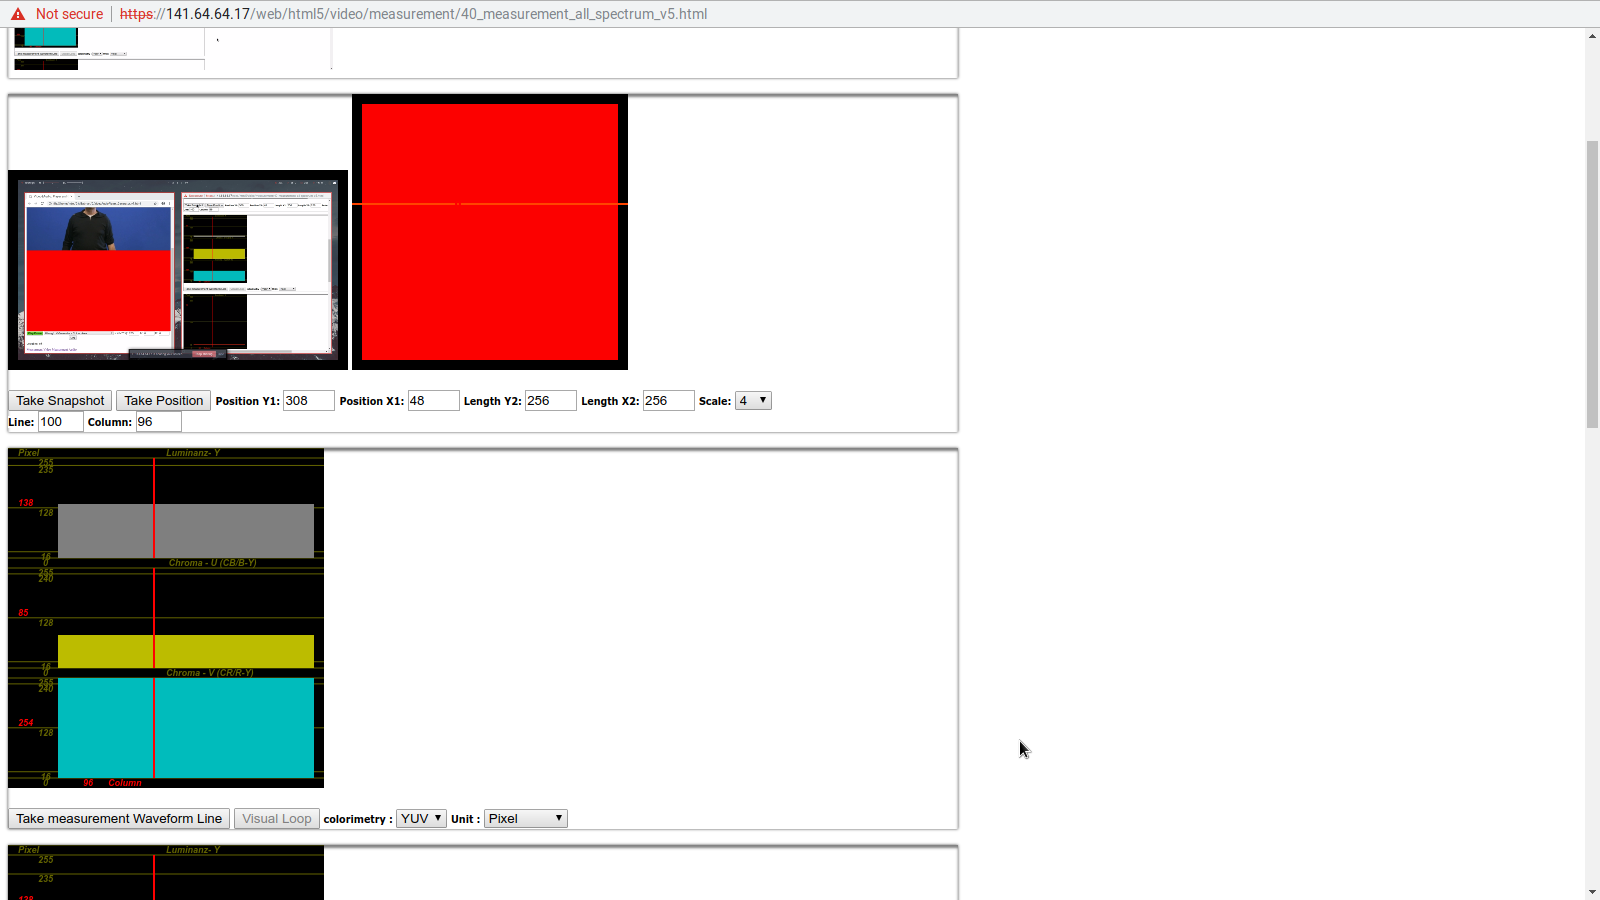 Not secure | https://141.64.64.17/web/html5/video/measurement/40_measurement_all_spectrum_v5.html
Take Snapshot Take Position Position Y1: 308 Position X1: 48 Length Y2: 256 Length X2: 256 Scale: 4
Line: 100 Column: 96
Pixel Luminanz- Y
255
235
138
128
16
0
Chroma - U (CB/B-Y)
255
240
85
128
16
0
Chroma - V (CR/R-Y)
255
240
254
128
16
0
96 Column
Take measurement Waveform Line Visual Loop colorimetry : YUV Unit : Pixel
Pixel Luminanz- Y
255
235
138